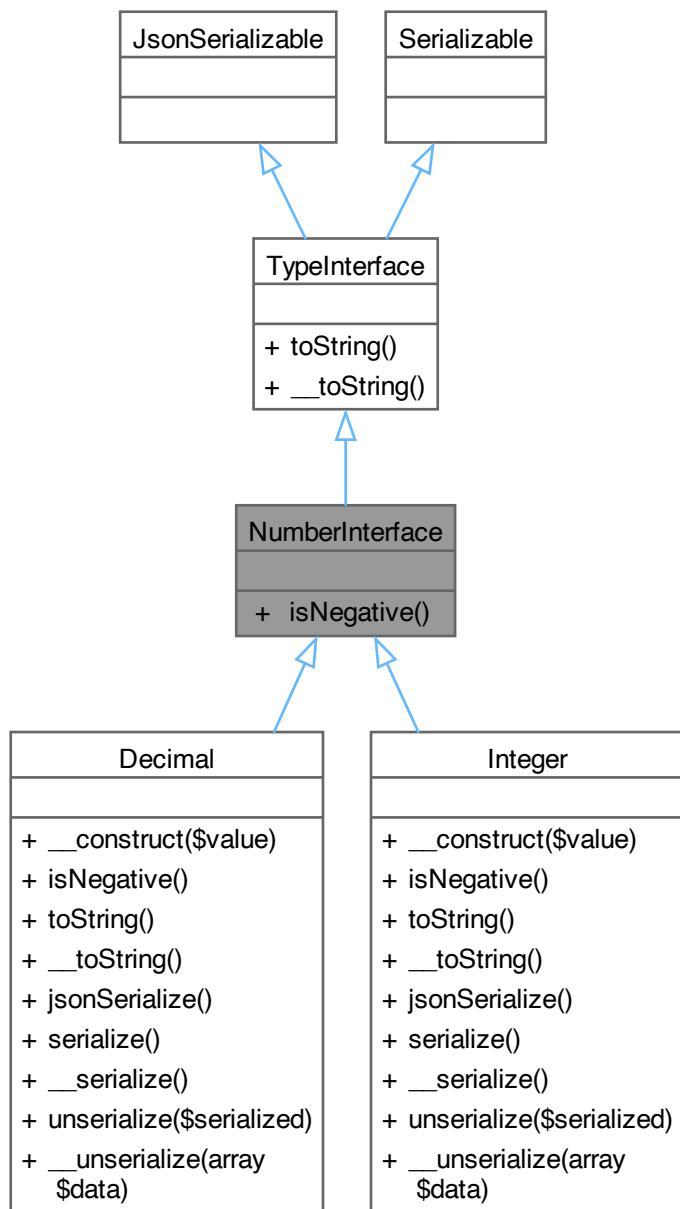 JsonSerializable
Serializable
TypeInterface
+ toString()
+ __toString()
NumberInterface
+ isNegative()
Decimal
+ __construct($value)
+ isNegative()
+ toString()
+ __toString()
+ jsonSerialize()
+ serialize()
+ __serialize()
+ unserialize($serialized)
+ __unserialize(array
$data)
Integer
+ __construct($value)
+ isNegative()
+ toString()
+ __toString()
+ jsonSerialize()
+ serialize()
+ __serialize()
+ unserialize($serialized)
+ __unserialize(array
$data)